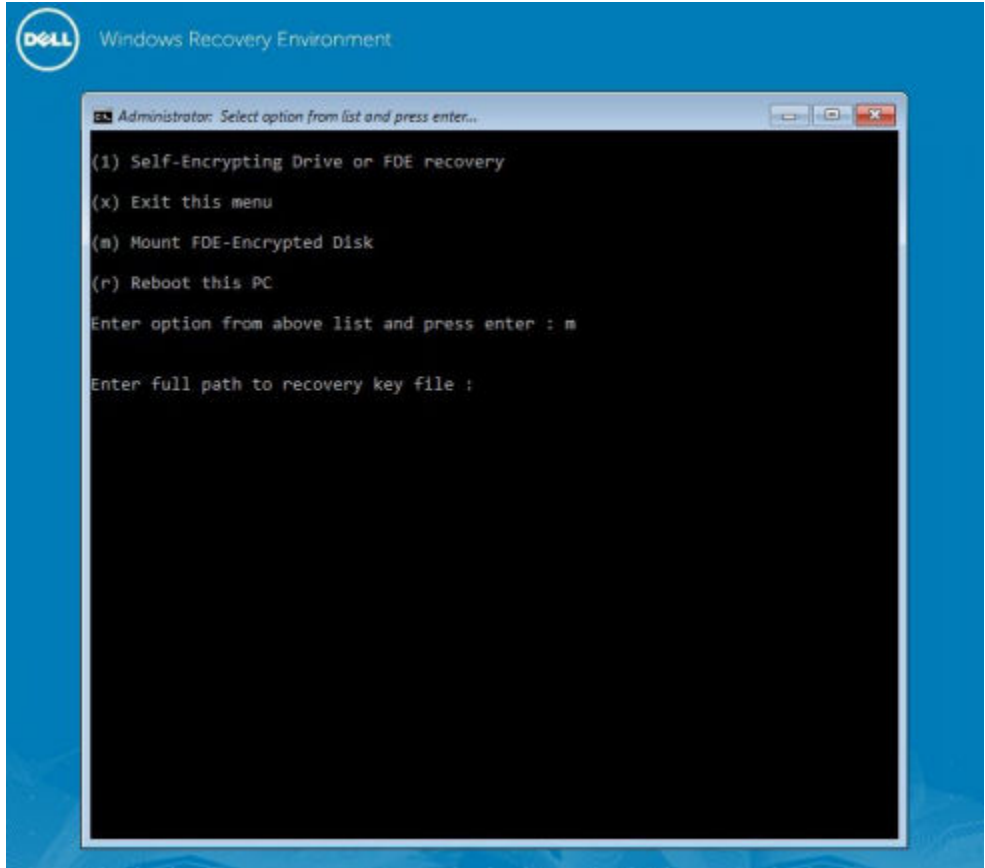 DELL
Windows Recovery Environment
Administrator: Select option from list and press enter...
(1) Self-Encrypting Drive or FDE recovery
(x) Exit this menu
(m) Mount FDE-Encrypted Disk
(r) Reboot this PC
Enter option from above list and press enter : m
Enter full path to recovery key file :